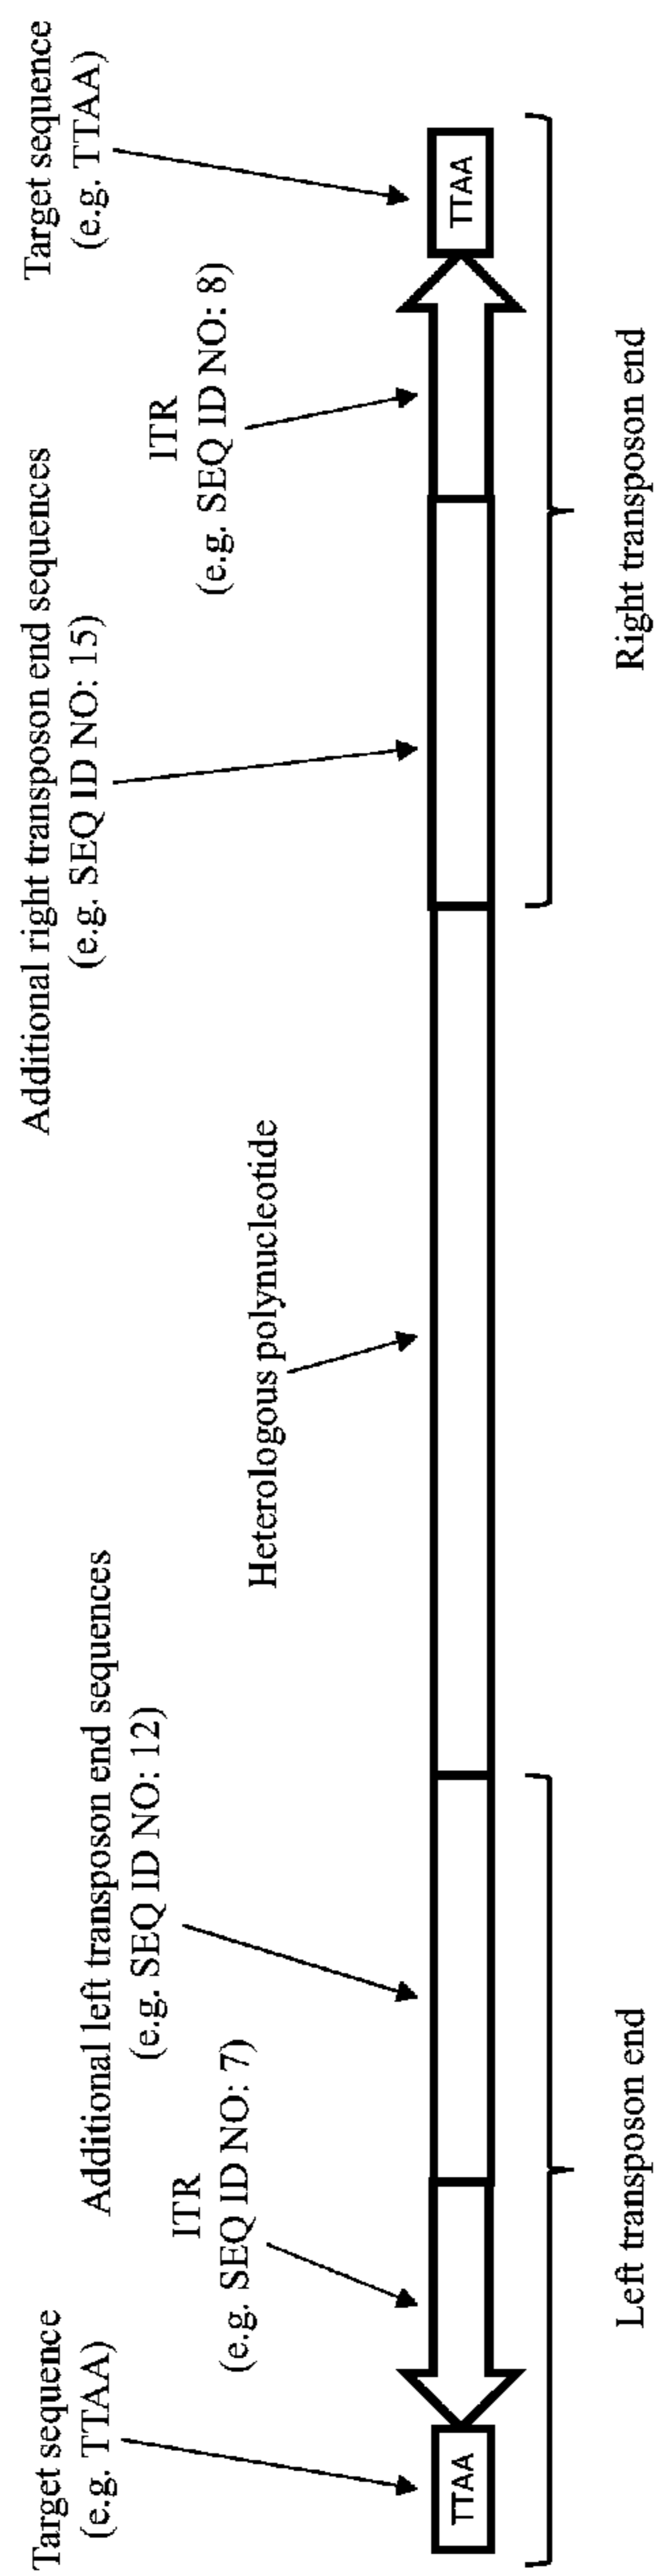 Target sequence
(e.g. TTAA)
ITR
(e.g. SEQ ID NO: 7)
Additional left transposon end sequences
(e.g. SEQ ID NO: 12)
Heterologous polynucleotide
Additional right transposon end sequences
(e.g. SEQ ID NO: 15)
ITR
(e.g. SEQ ID NO: 8)
Target sequence
(e.g. TTAA)
TTAA
TTAA
Left transposon end
Right transposon end